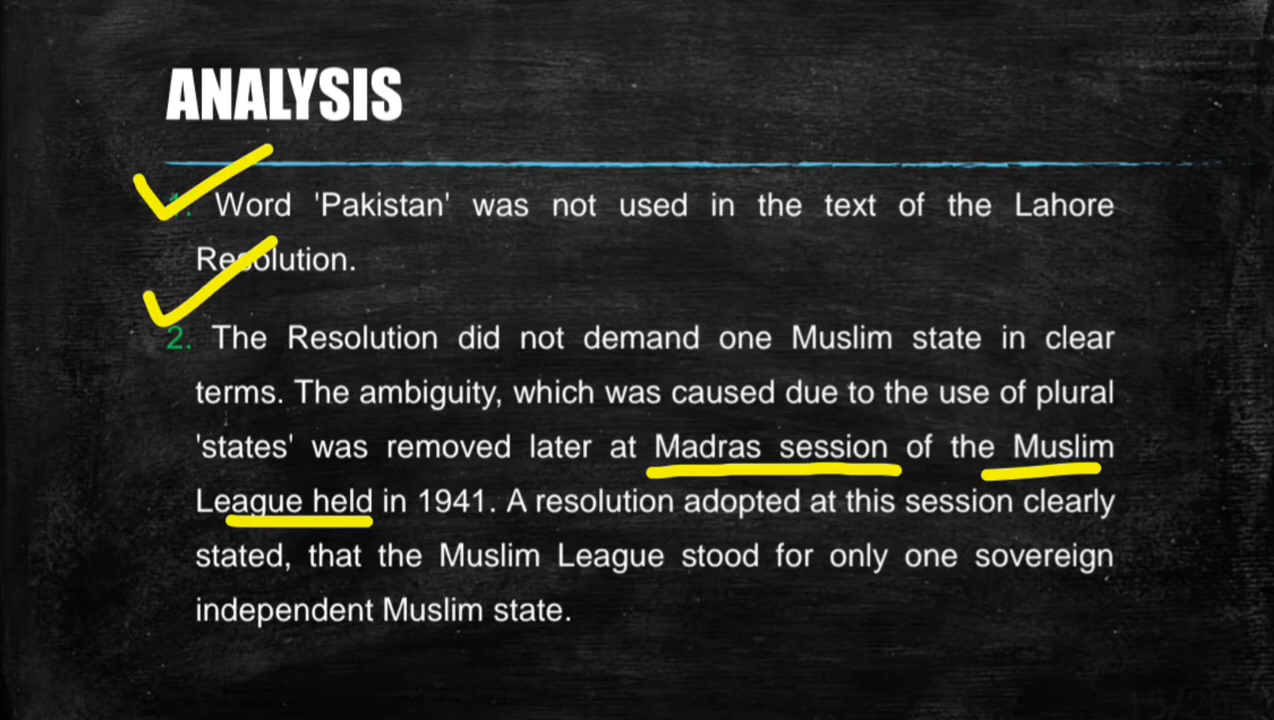 ANALYSIS
1. Word 'Pakistan' was not used in the text of the Lahore
Resolution.
2. The Resolution did not demand one Muslim state in clear
terms. The ambiguity, which was caused due to the use of plural
'states' was removed later at Madras session of the Muslim
League held in 1941. A resolution adopted at this session clearly
stated, that the Muslim League stood for only one sovereign
independent Muslim state.